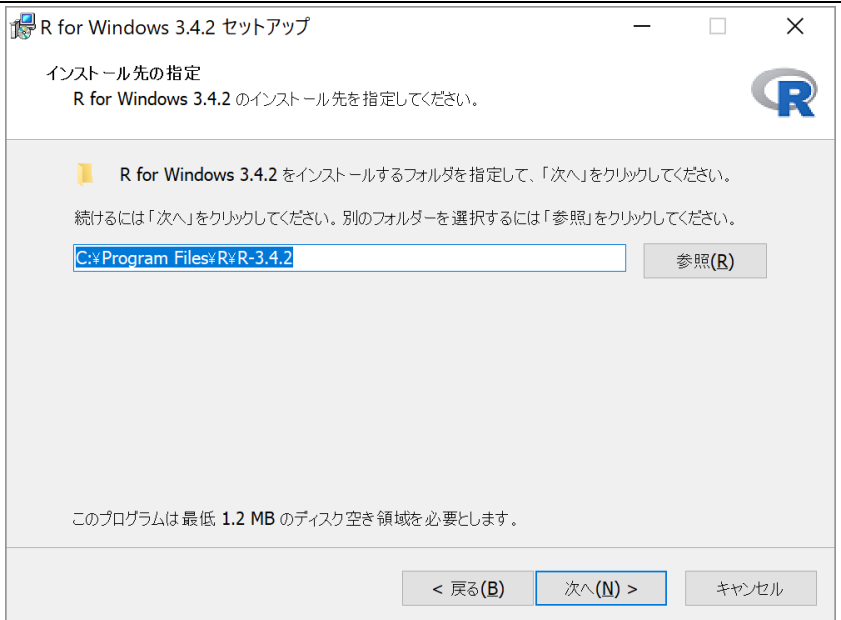 R for Windows 3.4.2 セットアップ
インストール先の指定
R for Windows 3.4.2 のインストール先を指定してください。
R
R for Windows 3.4.2 をインストールするフォルダを指定して、「次へ」をクリックしてください。
続けるには「次へ」をクリックしてください。別のフォルダーを選択するには「参照」をクリックしてください。
C:¥Program Files¥R¥R-3.4.2
参照(R)
このプログラムは最低 1.2 MB のディスク空き領域を必要とします。
< 戻る(B)
次へ(N) >
キャンセル